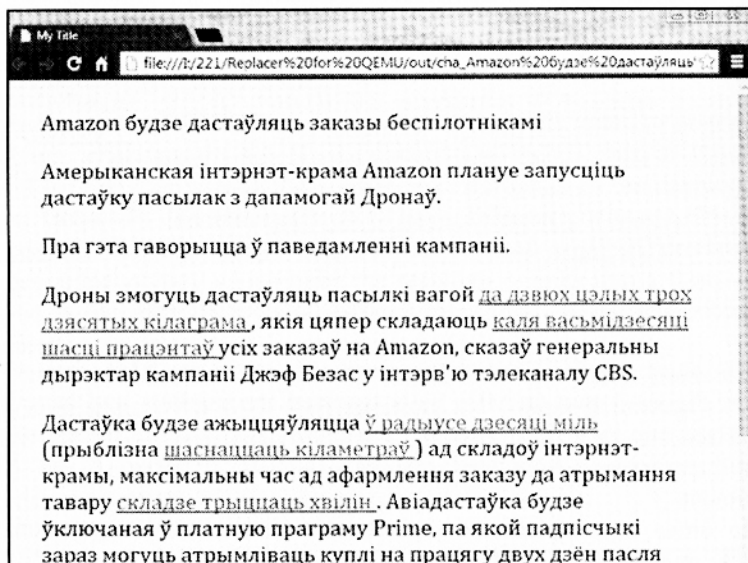 My Title
file:///I:/221/Replacer%20for%20QEMU/out/cha_Amazon%20будзе%20дастаўляць
Amazon будзе дастаўляць заказы беспілотнікамі
Амерыканская інтэрнэт-крама Amazon плануе запусціць
дастаўку пасылак з дапамогай Дронаў.
Пра гэта гаворыцца ў паведамленні кампаніі.
Дроны змогуць дастаўляць пасылкі вагой да дзвюх цэлых трох
дзясятых кілаграма , якія цяпер складаюць каля васьмідзесяці
шасці працэнтаў усіх заказаў на Amazon, сказаў генеральны
дырэктар кампаніі Джэф Безас у інтэрв'ю тэлеканалу CBS.
Дастаўка будзе ажыццяўляцца ў радыусе дзесяці міль
(прыблізна шаснаццаць кіламетраў ) ад складоў інтэрнэт-
крамы, максімальны час ад афармлення заказу да атрымання
тавару складзе трыццаць хвілін . Авіадастаўка будзе
ўключаная ў платную праграму Prime, па якой падпісчыкі
зараз могуць атрымліваць куплі на працягу двух дзён пасля